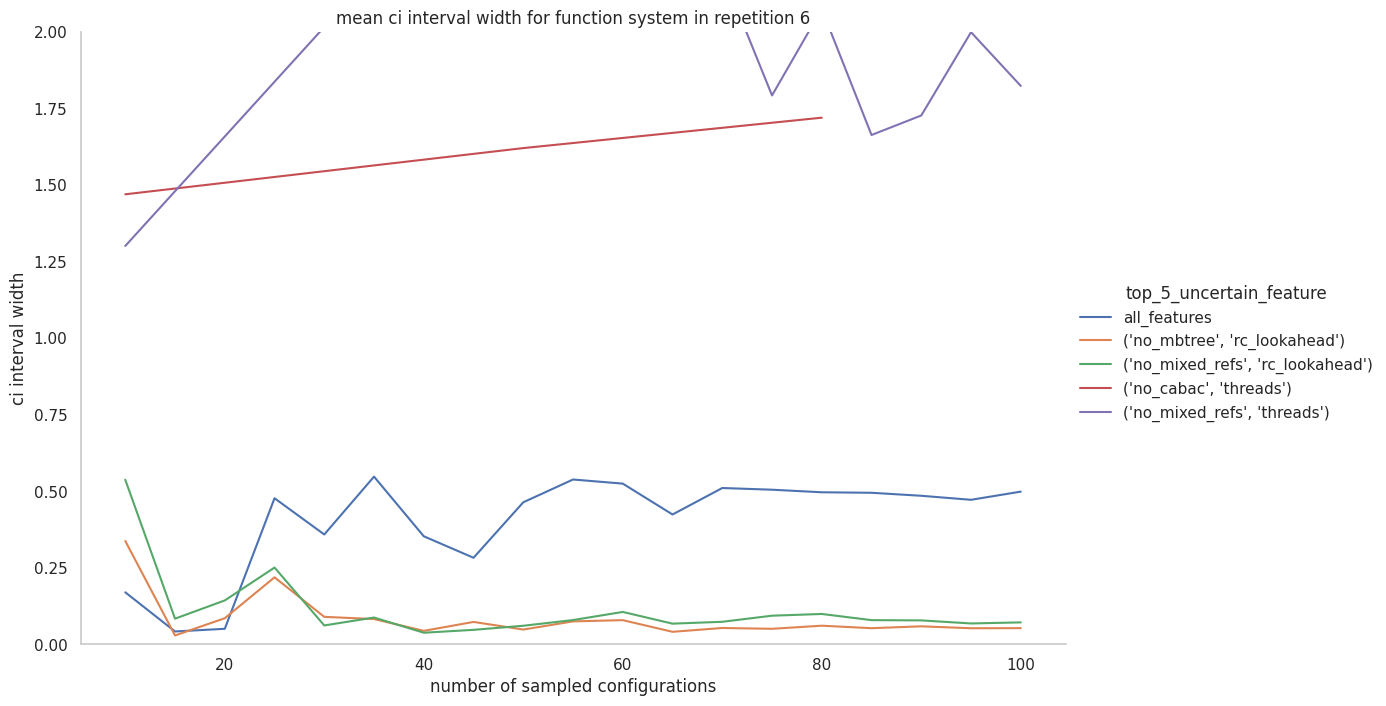 mean ci interval width for function system in repetition 6
2.00
1.75
1.50
1.25
1.00
0.75
0.50
0.25
0.00
ci interval width
20 40 60 80 100
number of sampled configurations
top_5_uncertain_feature
all_features
('no_mbtree', 'rc_lookahead')
('no_mixed_refs', 'rc_lookahead')
('no_cabac', 'threads')
('no_mixed_refs', 'threads')